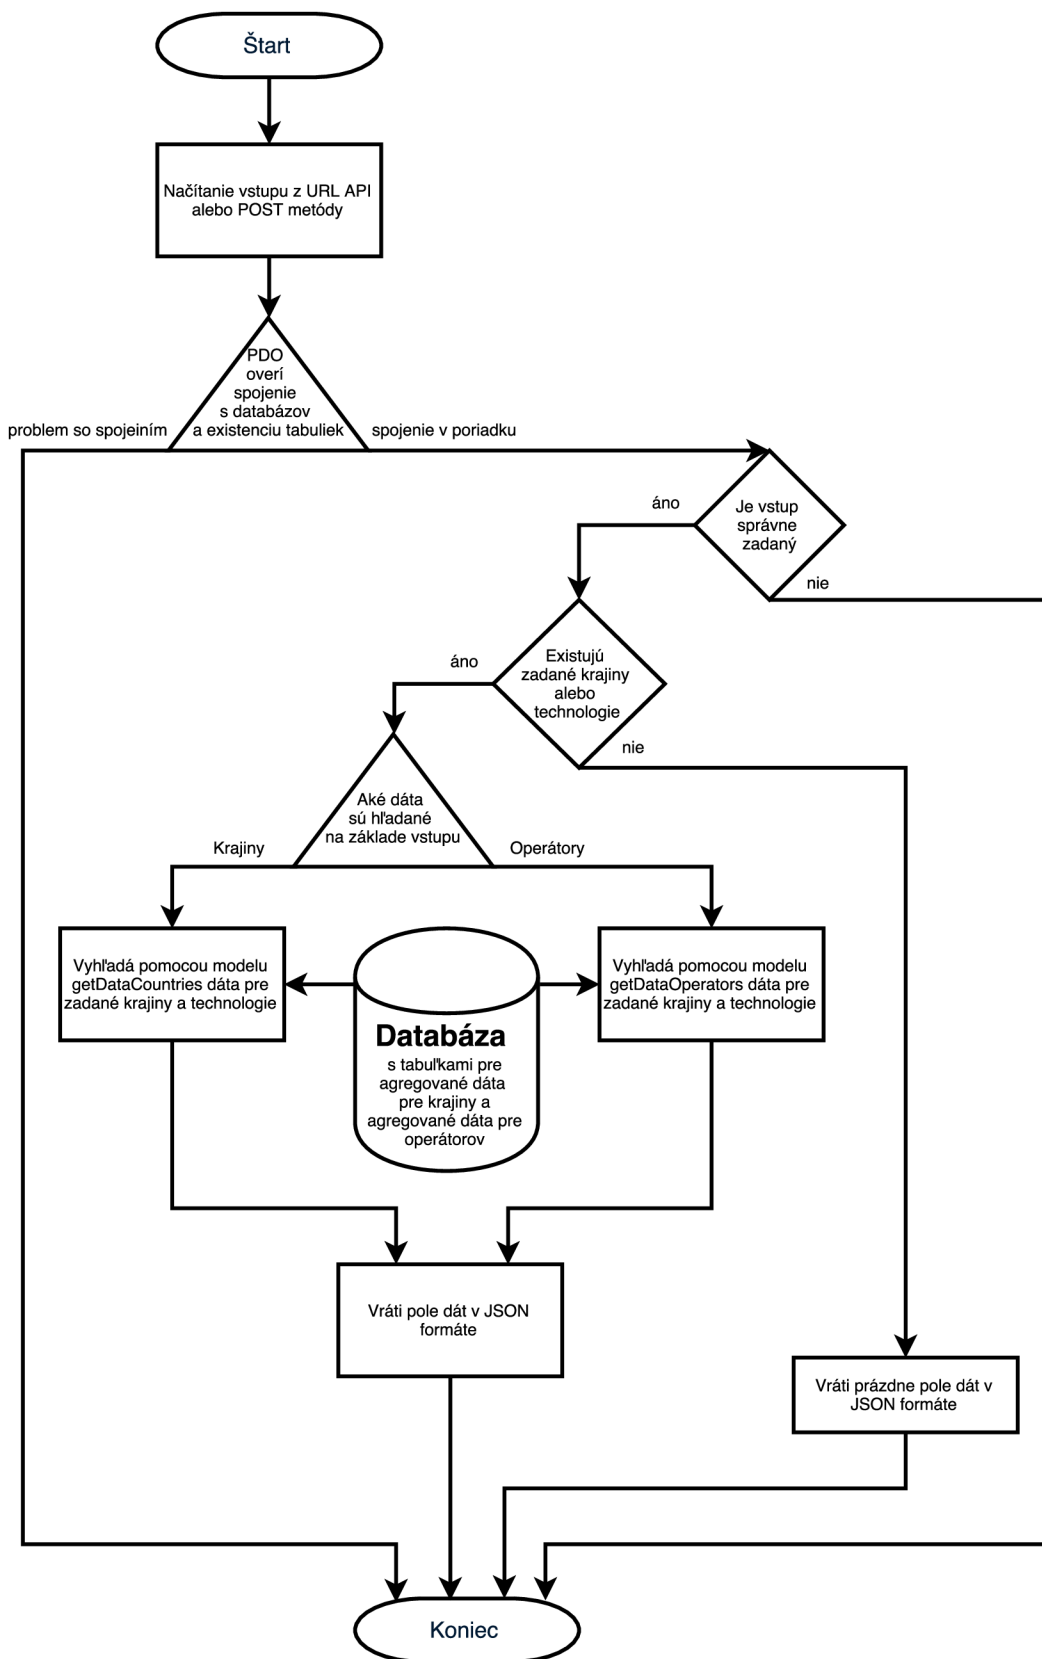 Štart
Načítanie vstupu z URL API
alebo POST metódy
PDO
overí
spojenie
s databázov
a existenciu tabuliek
problem so spojeiním
spojenie v poriadku
Je vstup
správne
zadaný
áno
nie
Existujú
zadané krajiny
alebo
technologie
áno
nie
Aké dáta
sú hľadané
na základe vstupu
Krajiny
Operátory
Vyhľadá pomocou modelu
getDataCountries dáta pre
zadané krajiny a technologie
Vyhľadá pomocou modelu
getDataOperators dáta pre
zadané krajiny a technologie
Databáza
s tabuľkami pre
agregované dáta
pre krajiny a
agregované dáta pre
operátorov
Vráti pole dát v JSON
formáte
Vráti prázdne pole dát v
JSON formáte
Koniec